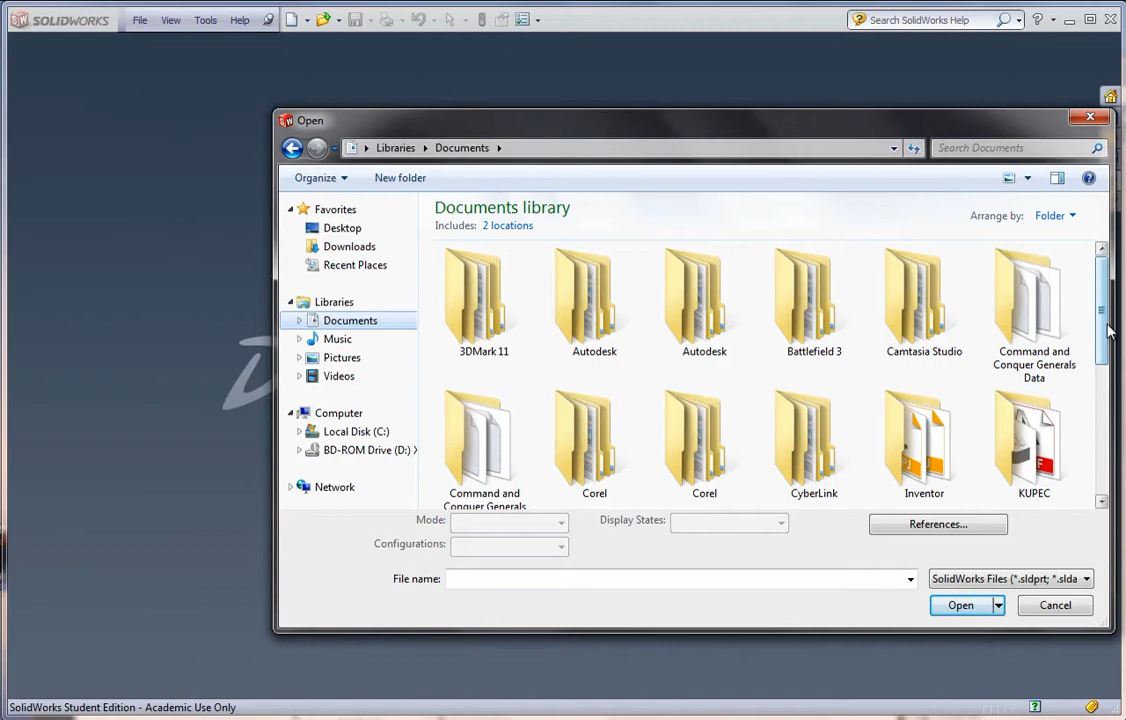 SOLIDWORKS File View Tools Help Search SolidWorks Help
Open
Libraries Documents Search Documents
Organize New folder
Documents library
Includes: 2 locations
Arrange by: Folder
Favorites
Desktop
Downloads
Recent Places
Libraries
Documents
Music
Pictures
Videos
Computer
Local Disk (C:)
BD-ROM Drive (D:)
Network
3DMark 11
Autodesk
Autodesk
Battlefield 3
Camtasia Studio
Command and
Conquer Generals
Data
Command and
Conquer Generals
Corel
Corel
CyberLink
Inventor
KUPEC
Mode:
Display States:
References...
Configurations:
File name:
SolidWorks Files (*.sldprt; *.slda
Open
Cancel
SolidWorks Student Edition - Academic Use Only